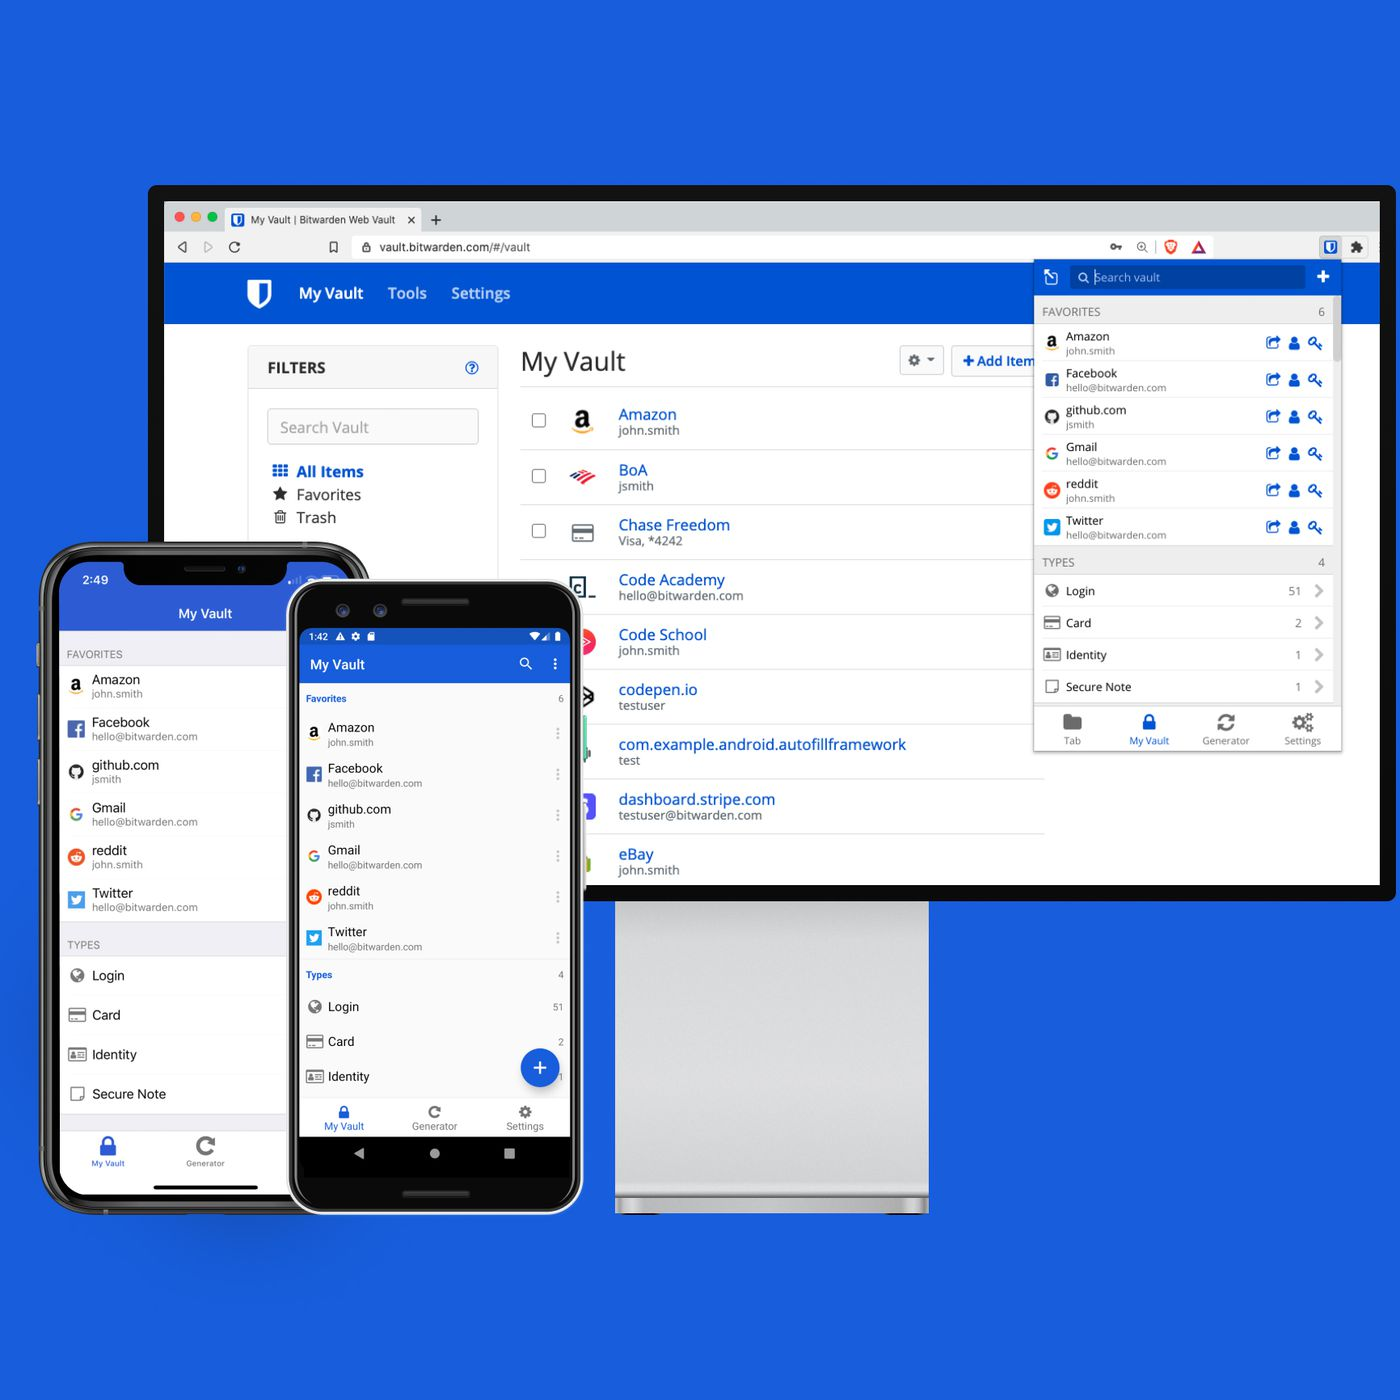 My Vault | Bitwarden Web Vault
vault.bitwarden.com/#/vault
My Vault Tools Settings
FILTERS
Search Vault
All Items
Favorites
Trash
My Vault
+ Add Item
Amazon
john.smith
BoA
jsmith
Chase Freedom
Visa, *4242
Code Academy
hello@bitwarden.com
Code School
john.smith
codepen.io
testuser
com.example.android.autofillframework
test
dashboard.stripe.com
testuser@bitwarden.com
eBay
john.smith
Search vault
FAVORITES 6
Amazon
john.smith
Facebook
hello@bitwarden.com
github.com
jsmith
Gmail
hello@bitwarden.com
reddit
john.smith
Twitter
hello@bitwarden.com
TYPES 4
Login 51
Card 2
Identity 1
Secure Note 1
Tab My Vault Generator Settings
2:49
My Vault
FAVORITES
Amazon
john.smith
Facebook
hello@bitwarden.com
github.com
jsmith
Gmail
hello@bitwarden.com
reddit
john.smith
Twitter
hello@bitwarden.com
TYPES
Login
Card
Identity
Secure Note
My Vault Generator
1:42
My Vault
Favorites 6
Amazon
john.smith
Facebook
hello@bitwarden.com
github.com
jsmith
Gmail
hello@bitwarden.com
reddit
john.smith
Twitter
hello@bitwarden.com
Types 4
Login 51
Card 2
Identity 1
My Vault Generator Settings